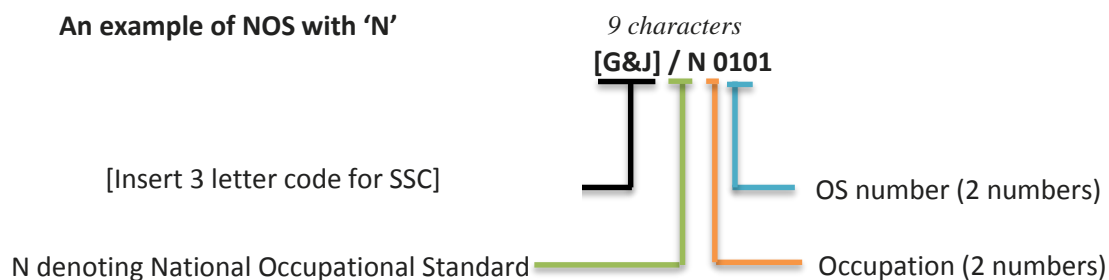 An example of NOS with ‘N’
9 characters
[G&J] / N 0101
[Insert 3 letter code for SSC]
OS number (2 numbers)
N denoting National Occupational Standard
Occupation (2 numbers)